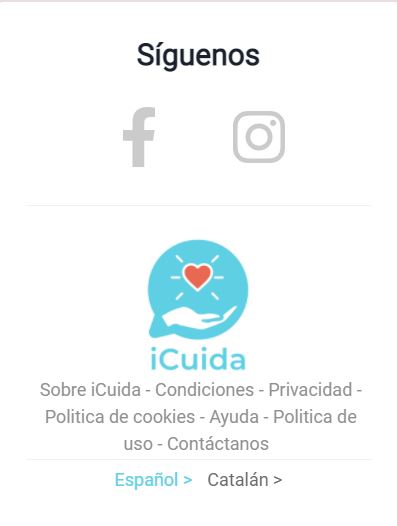 Síguenos
iCuida
Sobre iCuida - Condiciones - Privacidad -
Politica de cookies - Ayuda - Politica de
uso - Contáctanos
Español > Catalán >